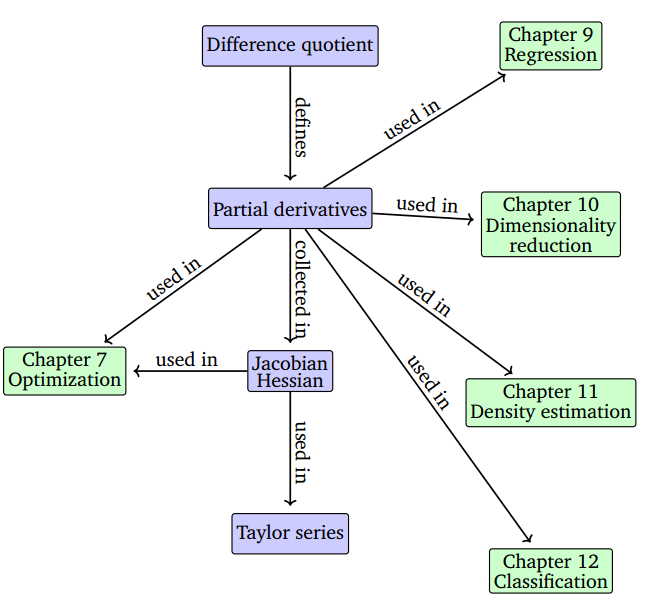 Difference quotient
Chapter 9
Regression
defines
used in
Partial derivatives
used in
Chapter 10
Dimensionality
reduction
used in
collected in
used in
used in
Chapter 7
Optimization
used in
Jacobian
Hessian
Chapter 11
Density estimation
used in
Taylor series
Chapter 12
Classification